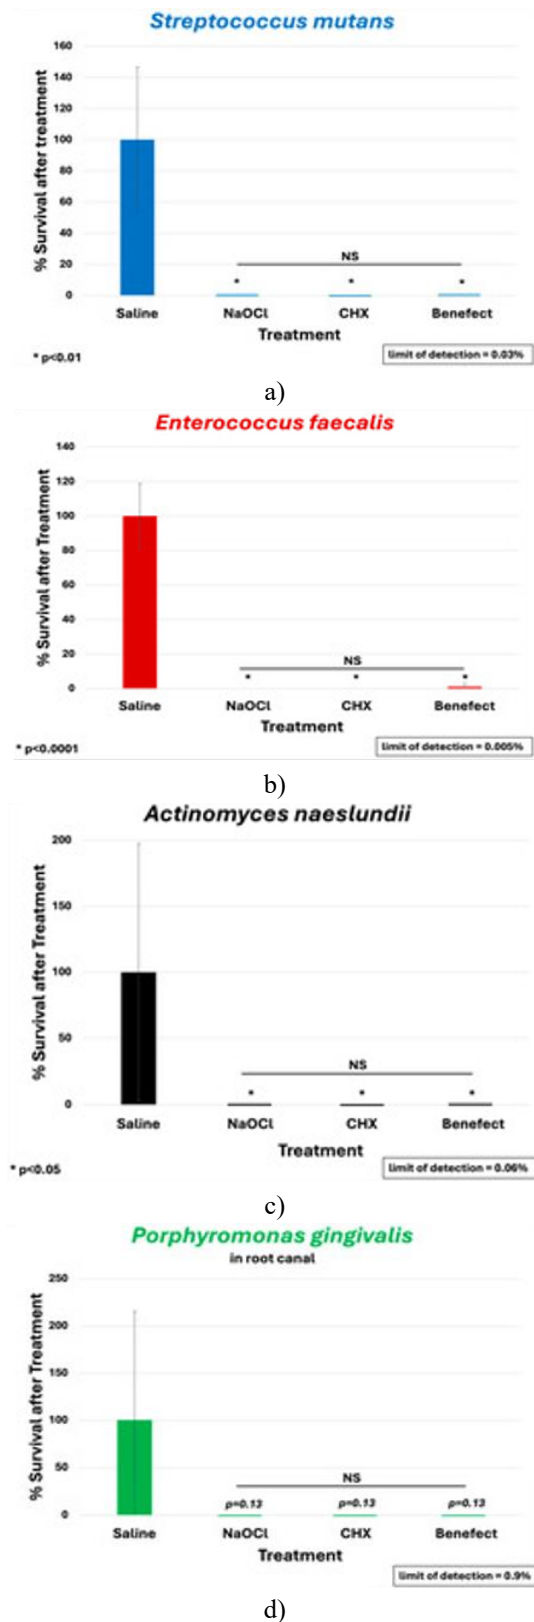 Streptococcus mutans
% Survival after treatment
160
140
120
100
80
60
40
20
0
NS
* * *
Saline NaOCl CHX Benefect
Treatment
* p<0.01
limit of detection = 0.03%
a)
Enterococcus faecalis
% Survival after Treatment
140
120
100
80
60
40
20
0
NS
* * *
Saline NaOCl CHX Benefect
Treatment
* p<0.0001
limit of detection = 0.005%
b)
Actinomyces naeslundii
% Survival after Treatment
200
150
100
50
0
NS
* * *
Saline NaOCl CHX Benefect
Treatment
* p<0.05
limit of detection = 0.06%
c)
Porphyromonas gingivalis
in root canal
% Survival after Treatment
250
200
150
100
50
0
NS
p=0.13 p=0.13 p=0.13
Saline NaOCl CHX Benefect
Treatment
limit of detection = 0.9%
d)